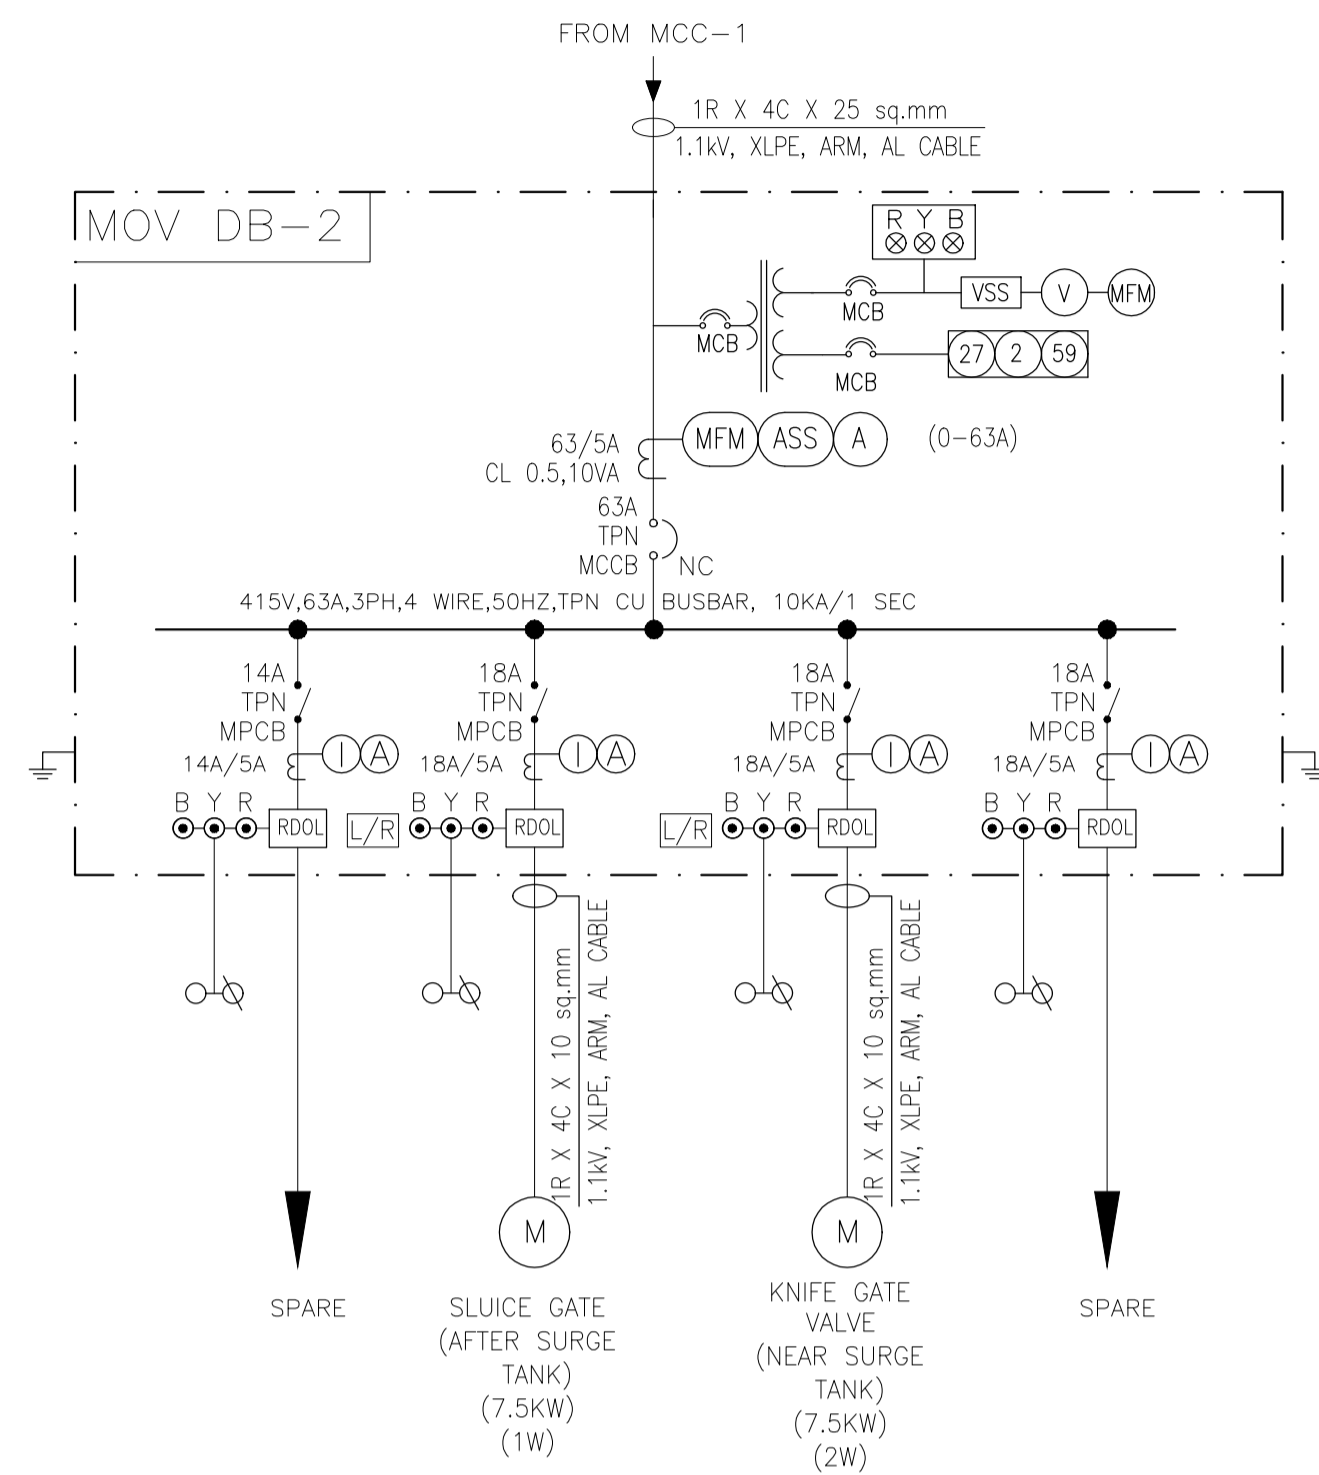 FROM MCC-1
1R X 4C X 25 sq.mm
1.1kV, XLPE, ARM, AL CABLE
MOV DB-2
R Y B
MCB
VSS
V
MFM
MCB
MCB
27 2 59
63/5A
CL 0.5,10VA
MFM ASS A
(0-63A)
63A
TPN
MCCB
NC
415V,63A,3PH,4 WIRE,50HZ,TPN CU BUSBAR, 10KA/1 SEC
14A
TPN
MPCB
14A/5A
I A
B Y R
RDOL
SPARE
18A
TPN
MPCB
18A/5A
I A
L/R
B Y R
RDOL
1R X 4C X 10 sq.mm
1.1kV, XLPE, ARM, AL CABLE
M
SLUICE GATE
(AFTER SURGE
TANK)
(7.5KW)
(1W)
18A
TPN
MPCB
18A/5A
I A
L/R
B Y R
RDOL
1R X 4C X 10 sq.mm
1.1kV, XLPE, ARM, AL CABLE
M
KNIFE GATE
VALVE
(NEAR SURGE
TANK)
(7.5KW)
(2W)
18A
TPN
MPCB
18A/5A
I A
B Y R
RDOL
SPARE